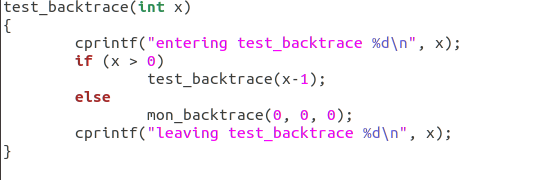 test_backtrace(int x)
{
        cprintf("entering test_backtrace %d\n", x);
        if (x > 0)
                test_backtrace(x-1);
        else
                mon_backtrace(0, 0, 0);
        cprintf("leaving test_backtrace %d\n", x);
}